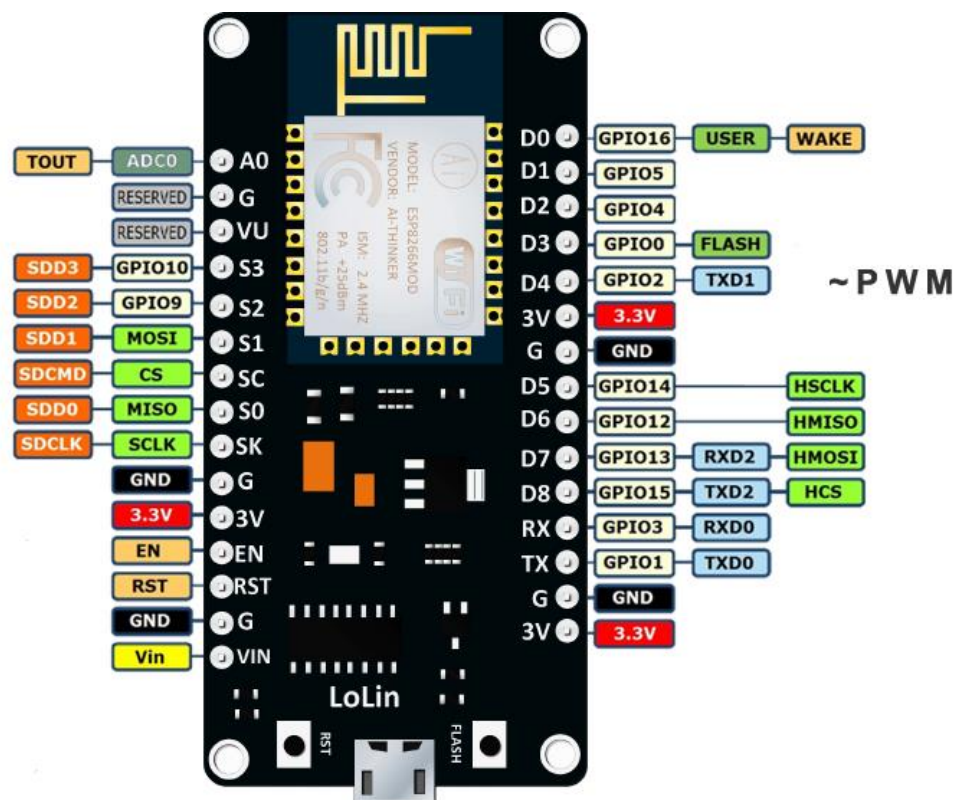 TOUT ADC0 A0
RESERVED G
RESERVED VU
SDD3 GPIO10 S3
SDD2 GPIO9 S2
SDD1 MOSI S1
SDCMD CS SC
SDD0 MISO S0
SDCLK SCLK SK
GND G
3.3V 3V
EN EN
RST RST
GND G
Vin VIN
Ai
MODEL: ESP8266MOD
VENDOR: AI-THINKER
WiFi
FC
ISM: 2.4 MHZ
PA +25dBm
802.11b/g/n
D0 GPIO16 USER WAKE
D1 GPIO5
D2 GPIO4
D3 GPIO0 FLASH
D4 GPIO2 TXD1
3V 3.3V
G GND
D5 GPIO14 HSCLK
D6 GPIO12 HMISO
D7 GPIO13 RXD2 HMOSI
D8 GPIO15 TXD2 HCS
RX GPIO3 RXD0
TX GPIO1 TXD0
G GND
3V 3.3V
~PWM
LoLin
RST
FLASH